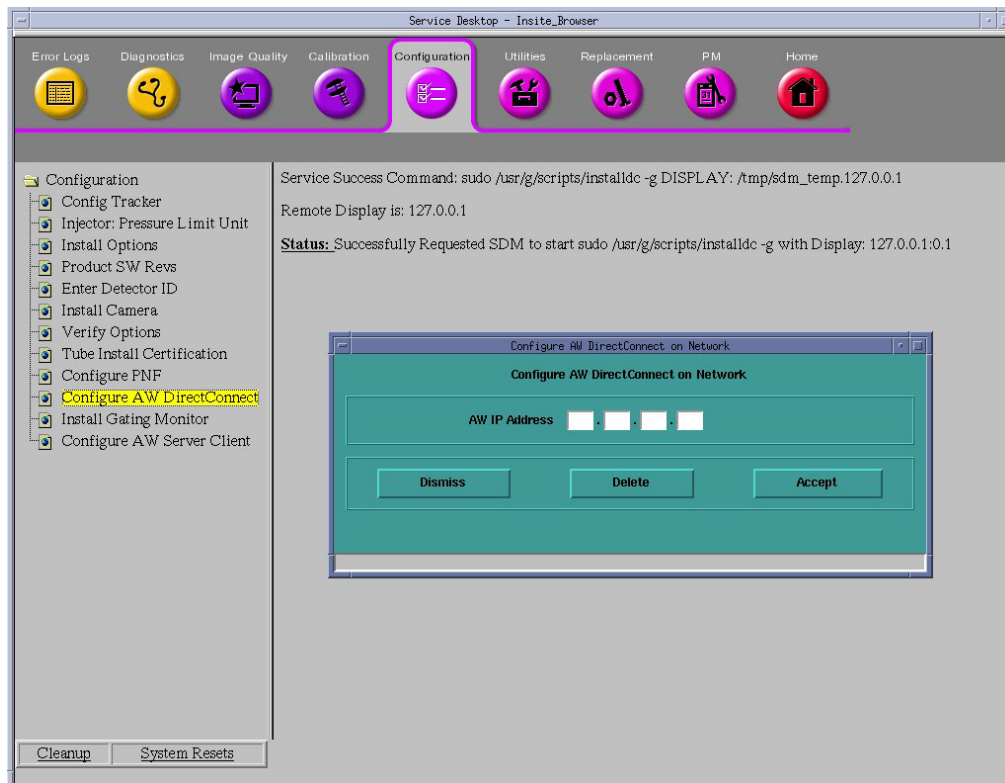 Service Desktop - Insite_Browser
Error Logs
Diagnostics
Image Quality
Calibration
Configuration
Utilities
Replacement
PM
Home
31
Configuration
Config Tracker
Injector: Pressure Limit Unit
Install Options
Product SW Revs
Enter Detector ID
Install Camera
Verify Options
Tube Install Certification
Configure PNF
Configure AW DirectConnect
Install Gating Monitor
Configure AW Server Client
Cleanup
System Resets
Service Success Command: sudo /usr/g/scripts/installdc -g DISPLAY: /tmp/sdm_temp.127.0.0.1
Remote Display is: 127.0.0.1
Status: Successfully Requested SDM to start sudo /usr/g/scripts/installdc -g with Display: 127.0.0.1:0.1
Configure AW DirectConnect on Network
Configure AW DirectConnect on Network
AW IP Address . . .
Dismiss
Delete
Accept